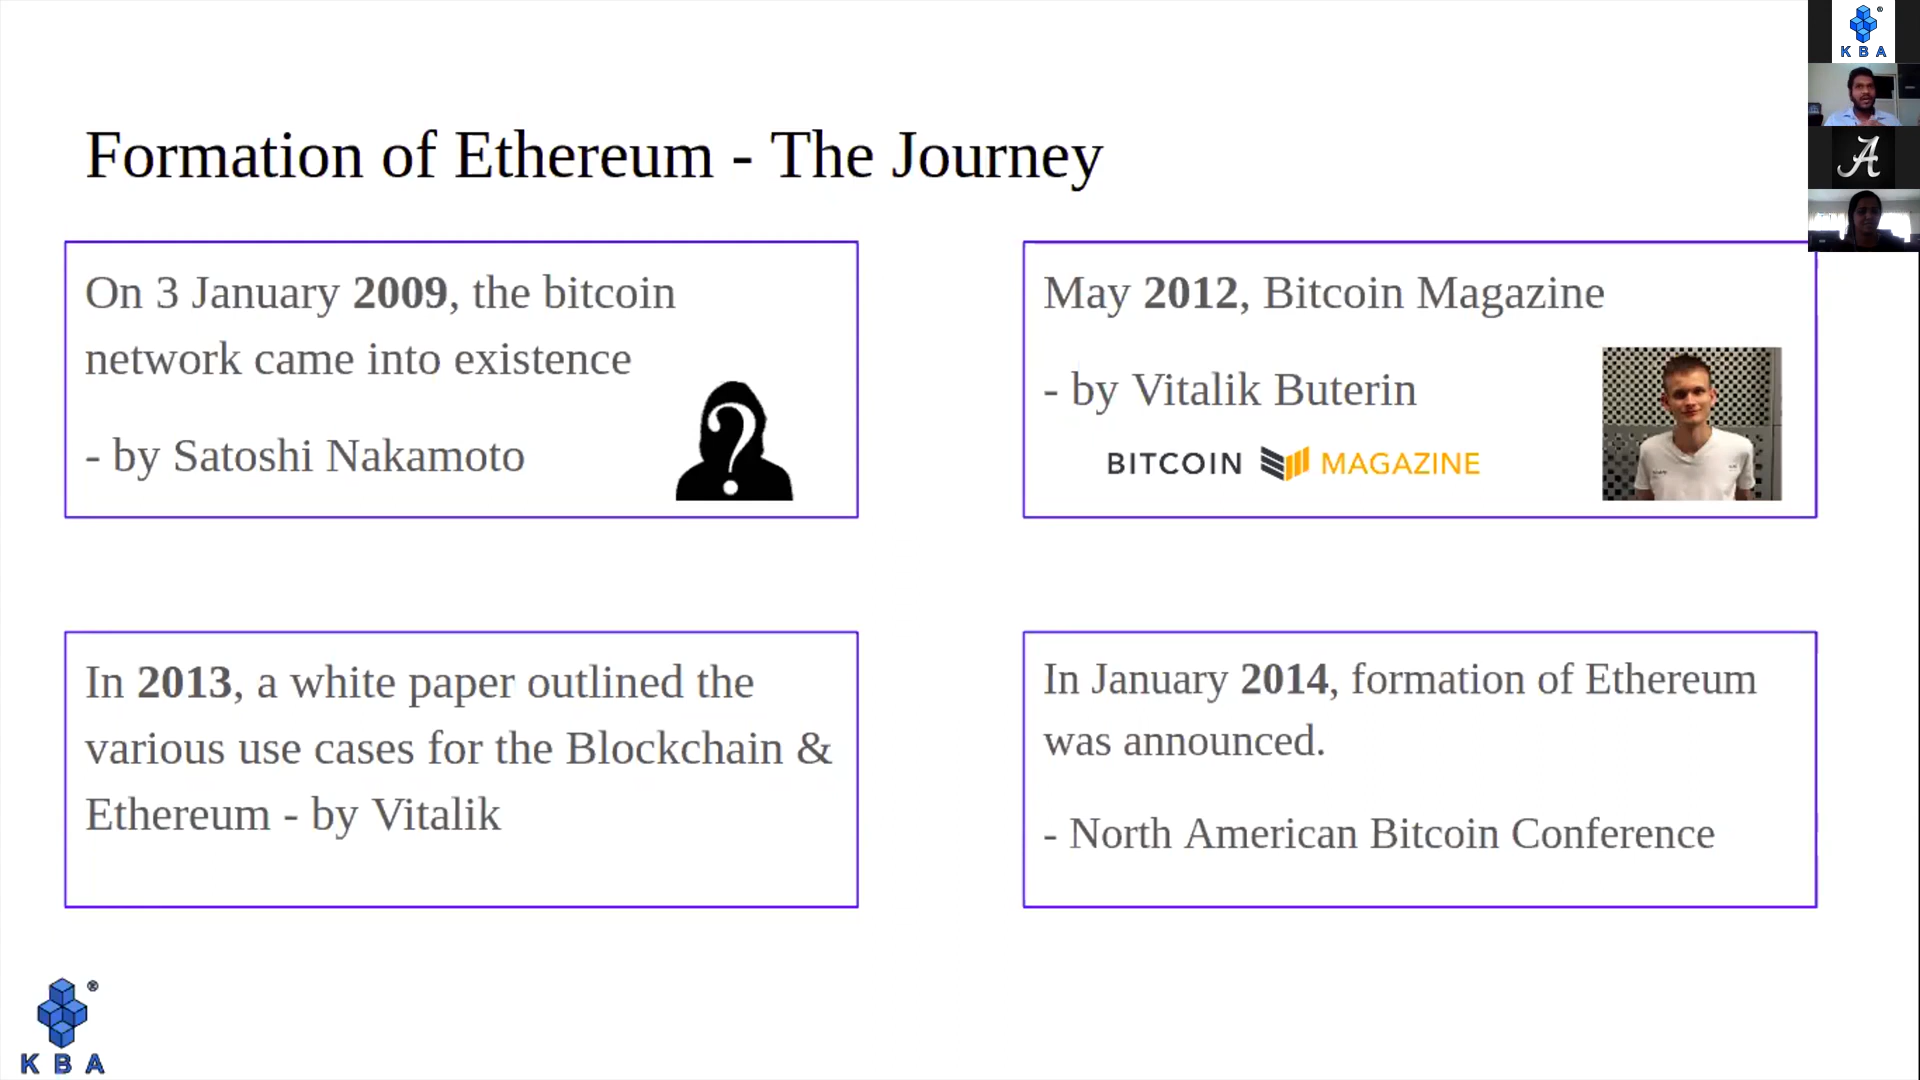 Formation of Ethereum - The Journey
On 3 January 2009, the bitcoin
network came into existence
- by Satoshi Nakamoto
?
May 2012, Bitcoin Magazine
- by Vitalik Buterin
BITCOIN MAGAZINE
In 2013, a white paper outlined the
various use cases for the Blockchain &
Ethereum - by Vitalik
In January 2014, formation of Ethereum
was announced.
- North American Bitcoin Conference
®
KBA
®
KBA
A